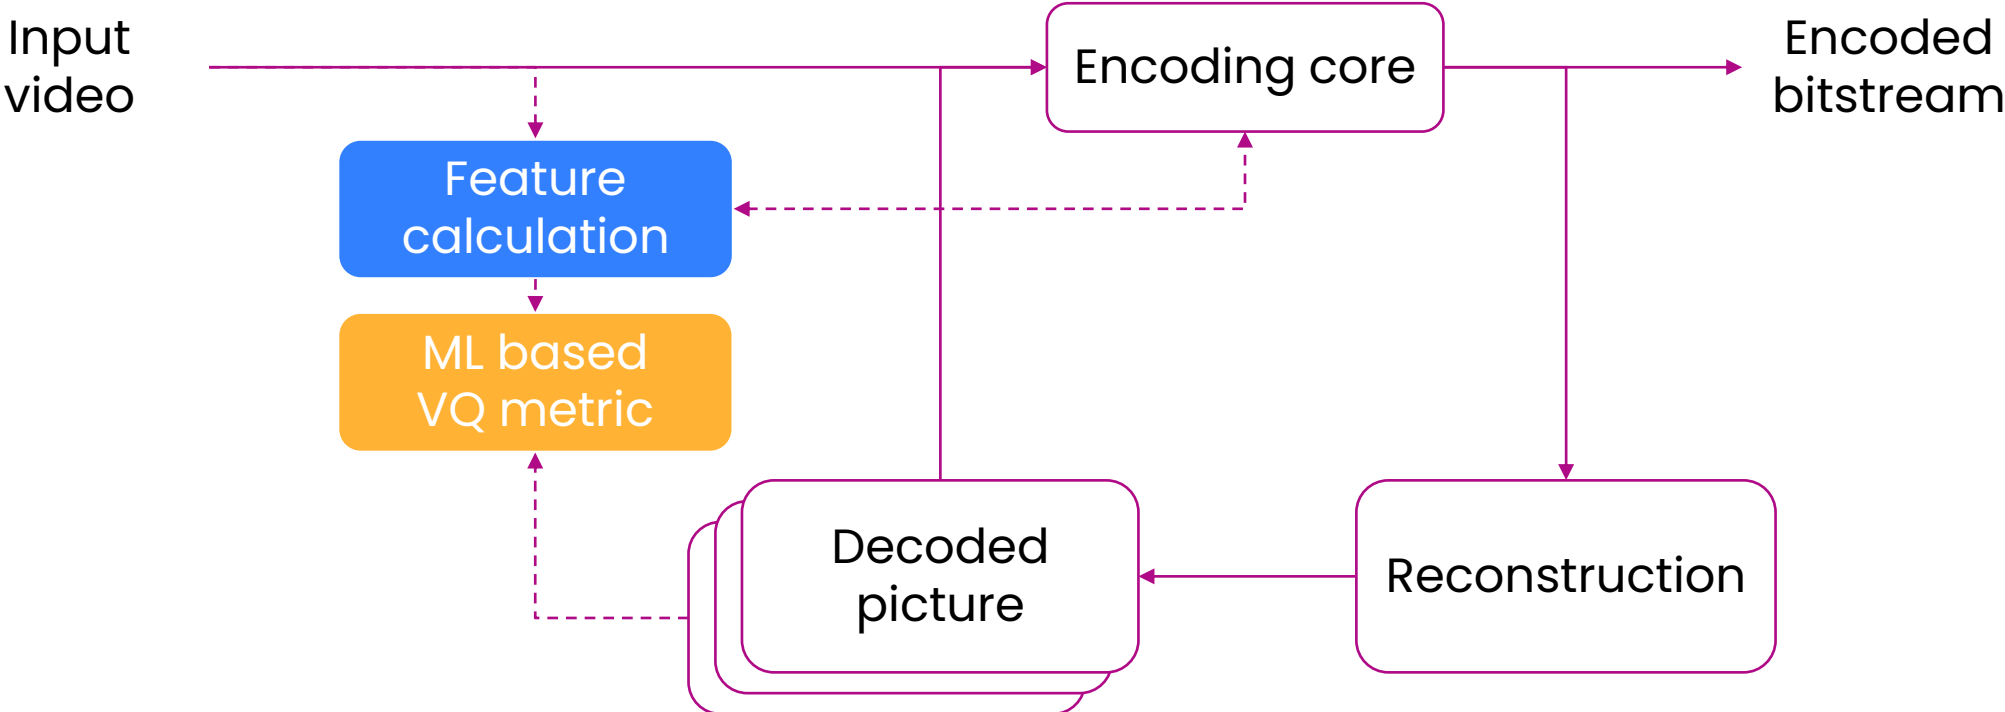 Input
video
Encoding core
Encoded
bitstream
Feature
calculation
ML based
VQ metric
Decoded
picture
Reconstruction